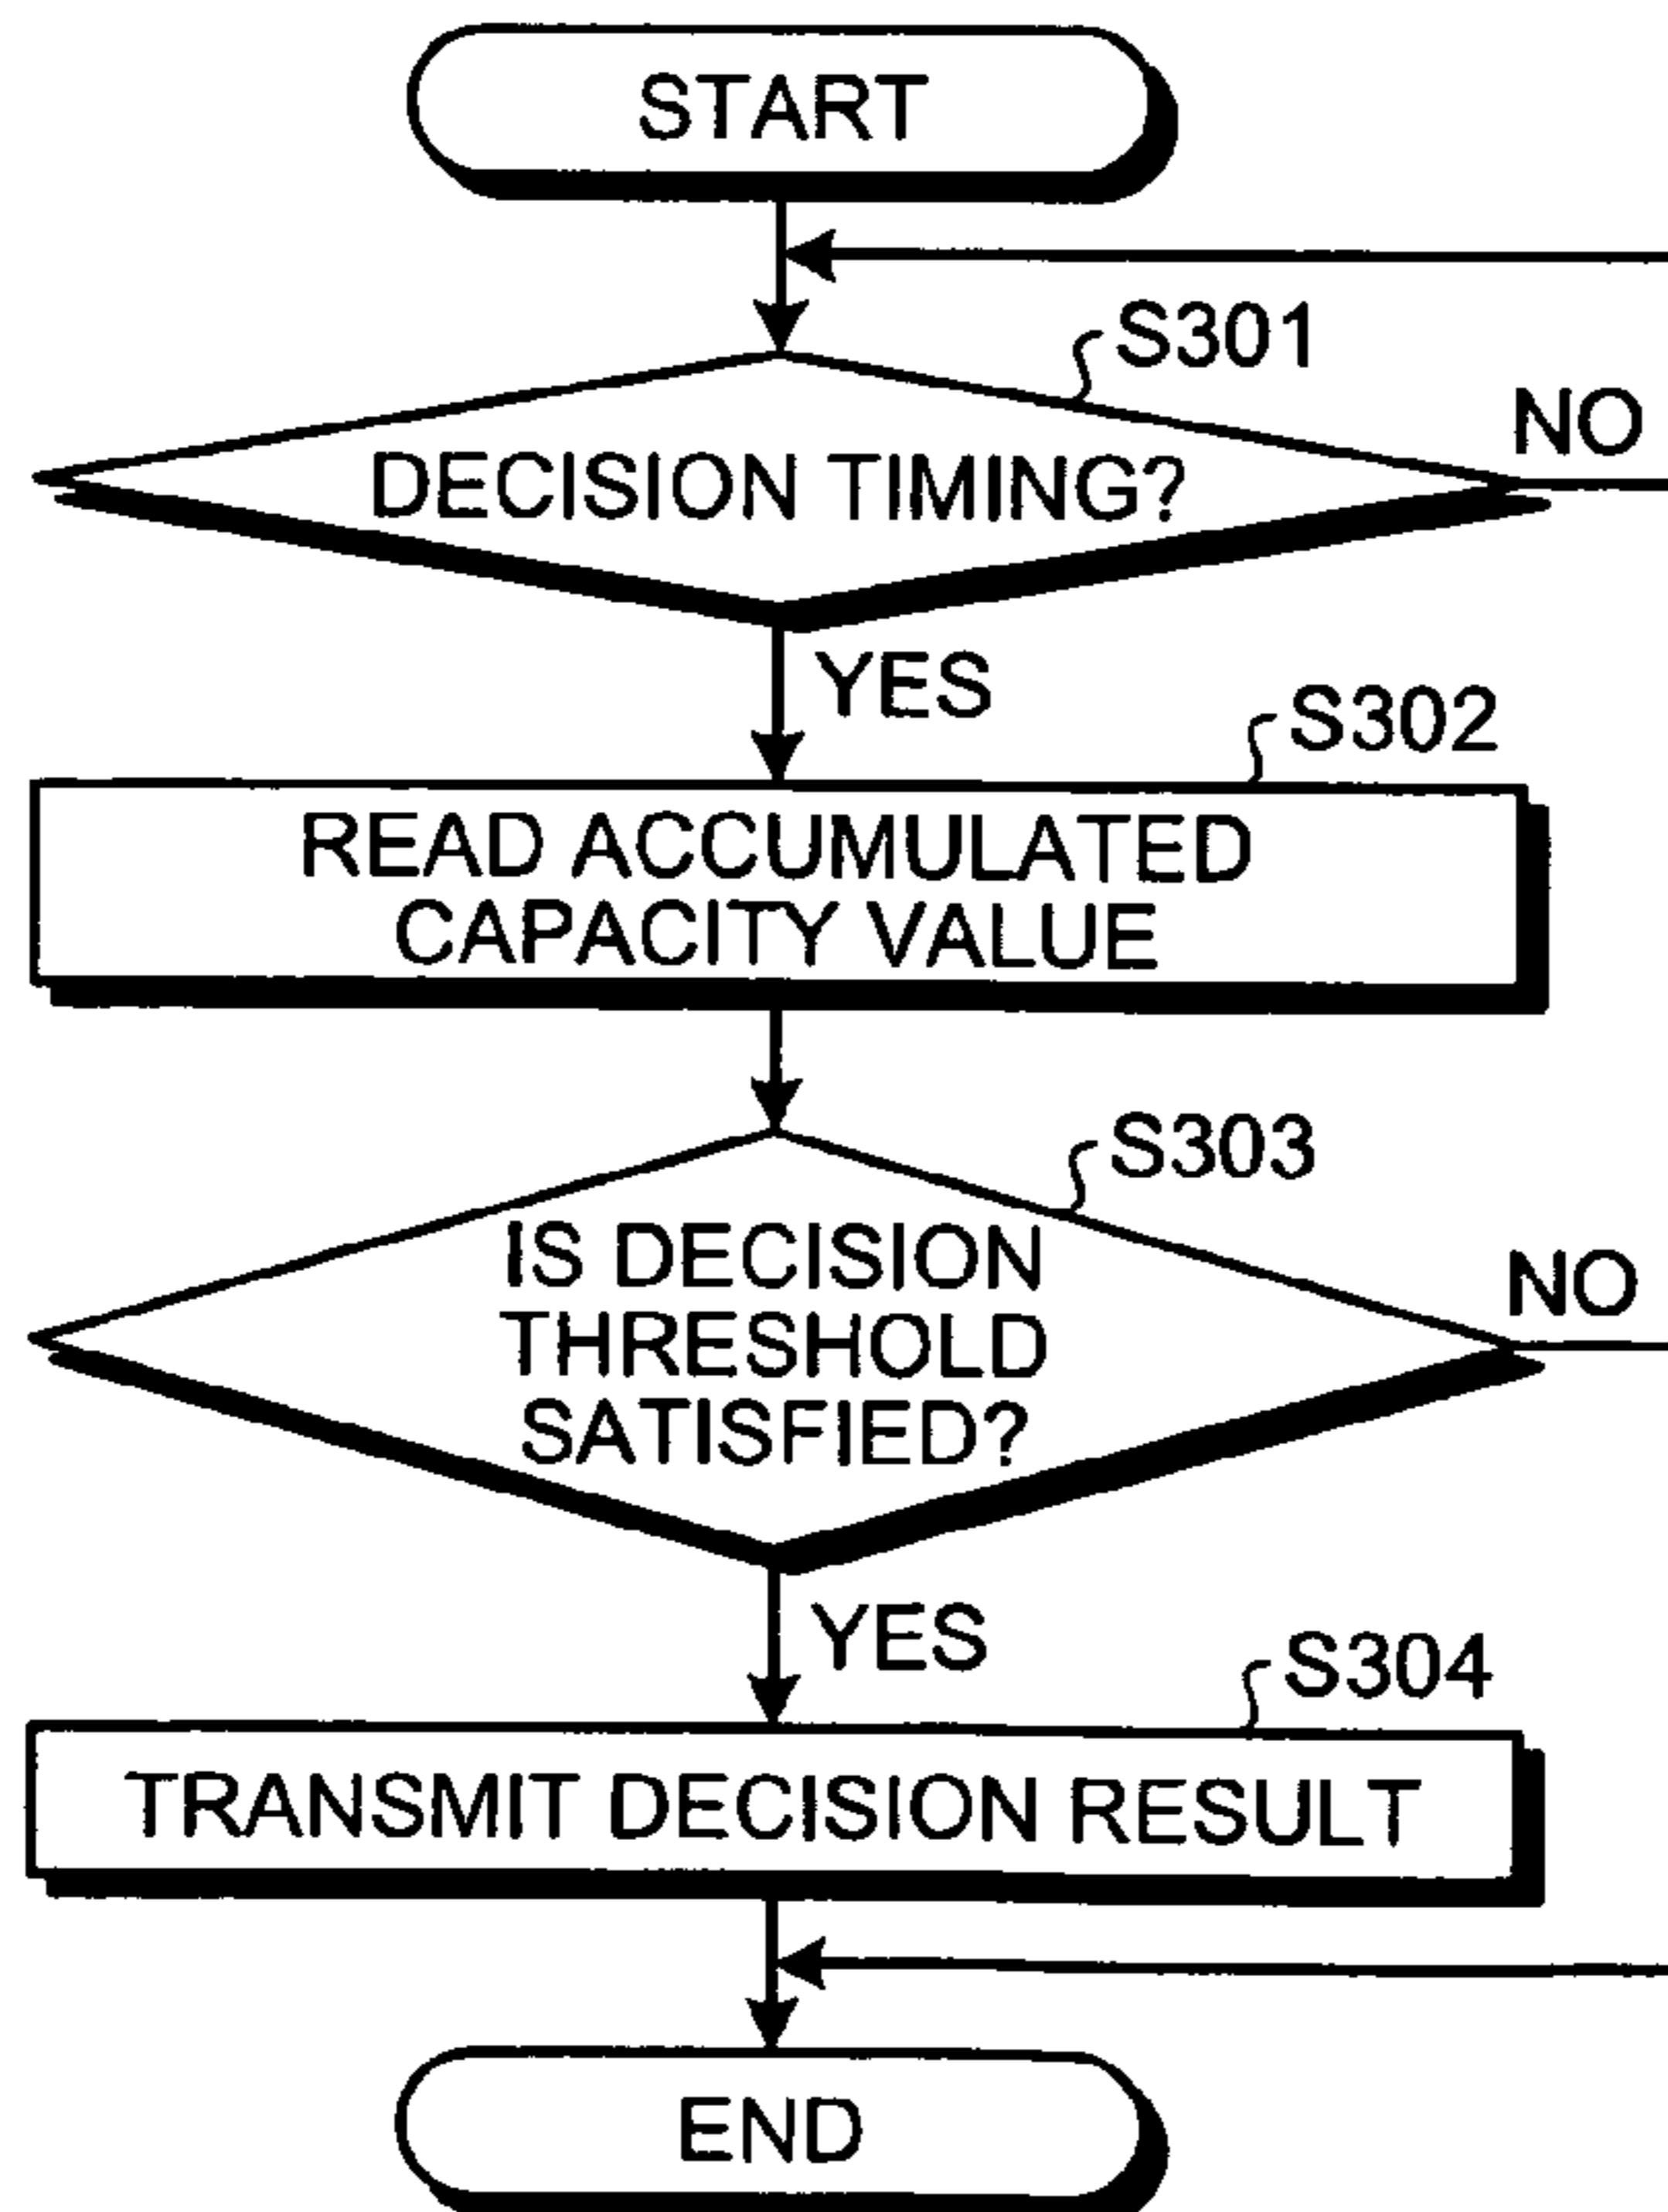 START
S301
NO
DECISION TIMING?
YES
S302
READ ACCUMULATED
CAPACITY VALUE
S303
IS DECISION
NO
THRESHOLD
SATISFIED?
YES
S304
TRANSMIT DECISION RESULT
END